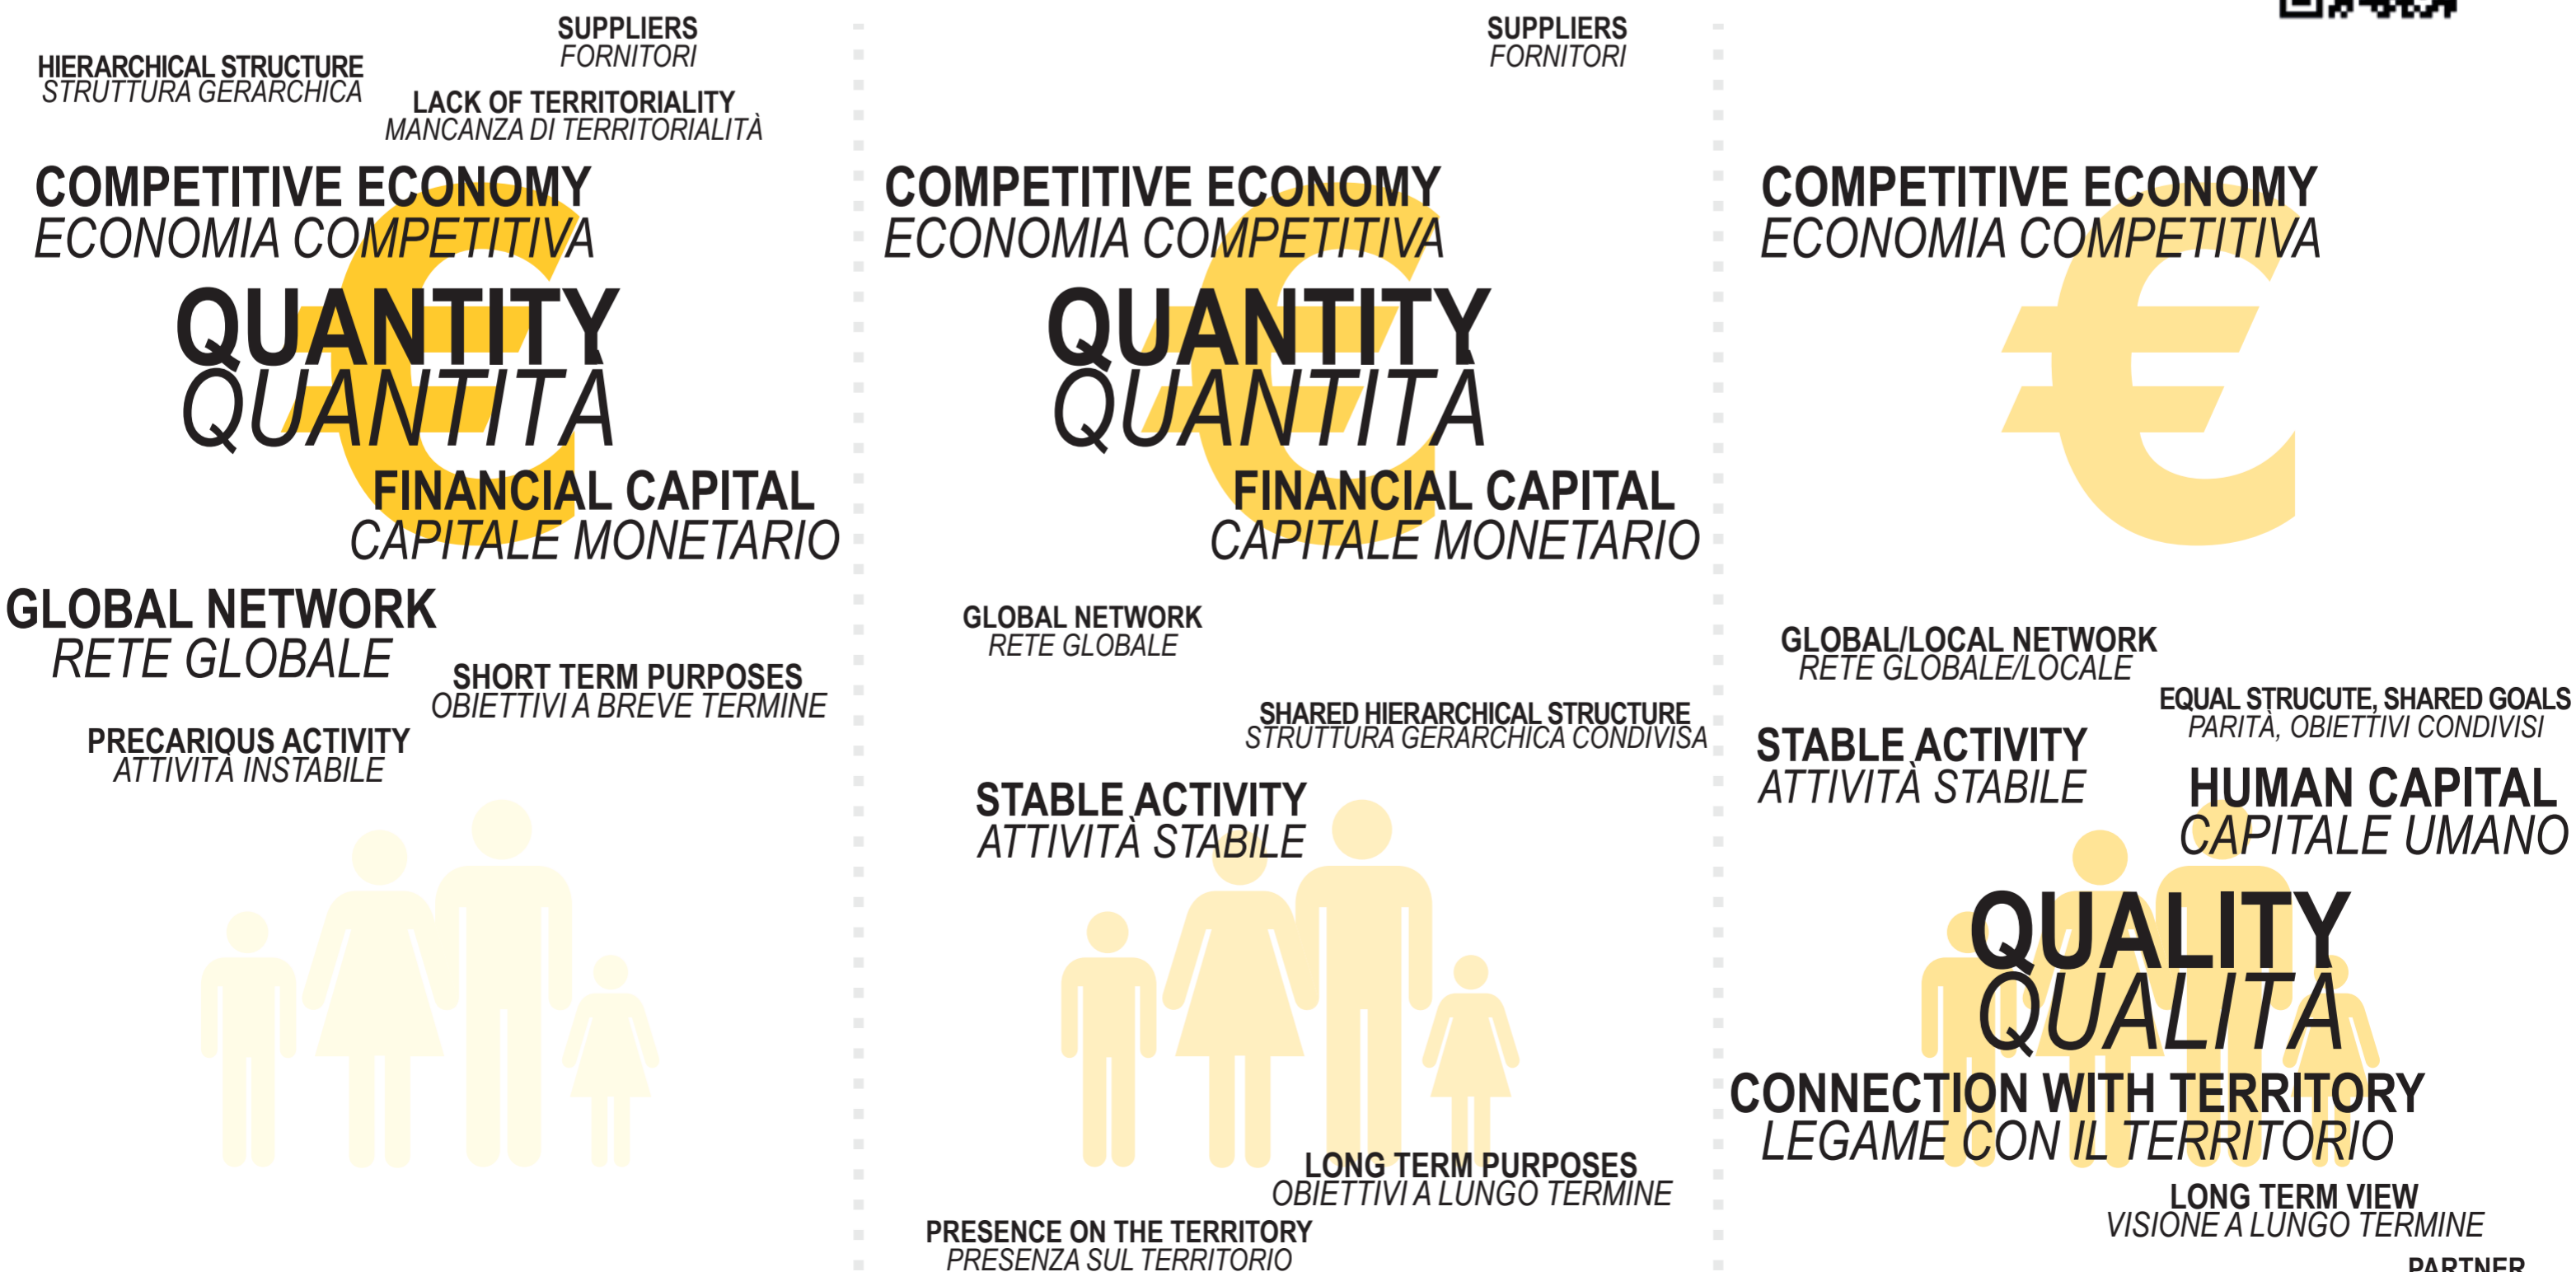 SUPPLIERS
FORNITORI
HIERARCHICAL STRUCTURE
STRUTTURA GERARCHICA
LACK OF TERRITORIALITY
MANCANZA DI TERRITORIALITÀ
COMPETITIVE ECONOMY
ECONOMIA COMPETITIVA
QUANTITY
QUANTITÀ
FINANCIAL CAPITAL
CAPITALE MONETARIO
GLOBAL NETWORK
RETE GLOBALE
SHORT TERM PURPOSES
OBIETTIVI A BREVE TERMINE
PRECARIOUS ACTIVITY
ATTIVITÀ INSTABILE
SUPPLIERS
FORNITORI
COMPETITIVE ECONOMY
ECONOMIA COMPETITIVA
QUANTITY
QUANTITÀ
FINANCIAL CAPITAL
CAPITALE MONETARIO
GLOBAL NETWORK
RETE GLOBALE
SHARED HIERARCHICAL STRUCTURE
STRUTTURA GERARCHICA CONDIVISA
STABLE ACTIVITY
ATTIVITÀ STABILE
LONG TERM PURPOSES
OBIETTIVI A LUNGO TERMINE
PRESENCE ON THE TERRITORY
PRESENZA SUL TERRITORIO
COMPETITIVE ECONOMY
ECONOMIA COMPETITIVA
€
GLOBAL/LOCAL NETWORK
RETE GLOBALE/LOCALE
EQUAL STRUCUTE, SHARED GOALS
PARITÀ, OBIETTIVI CONDIVISI
STABLE ACTIVITY
ATTIVITÀ STABILE
HUMAN CAPITAL
CAPITALE UMANO
QUALITY
QUALITÀ
CONNECTION WITH TERRITORY
LEGAME CON IL TERRITORIO
LONG TERM VIEW
VISIONE A LUNGO TERMINE
PARTNER